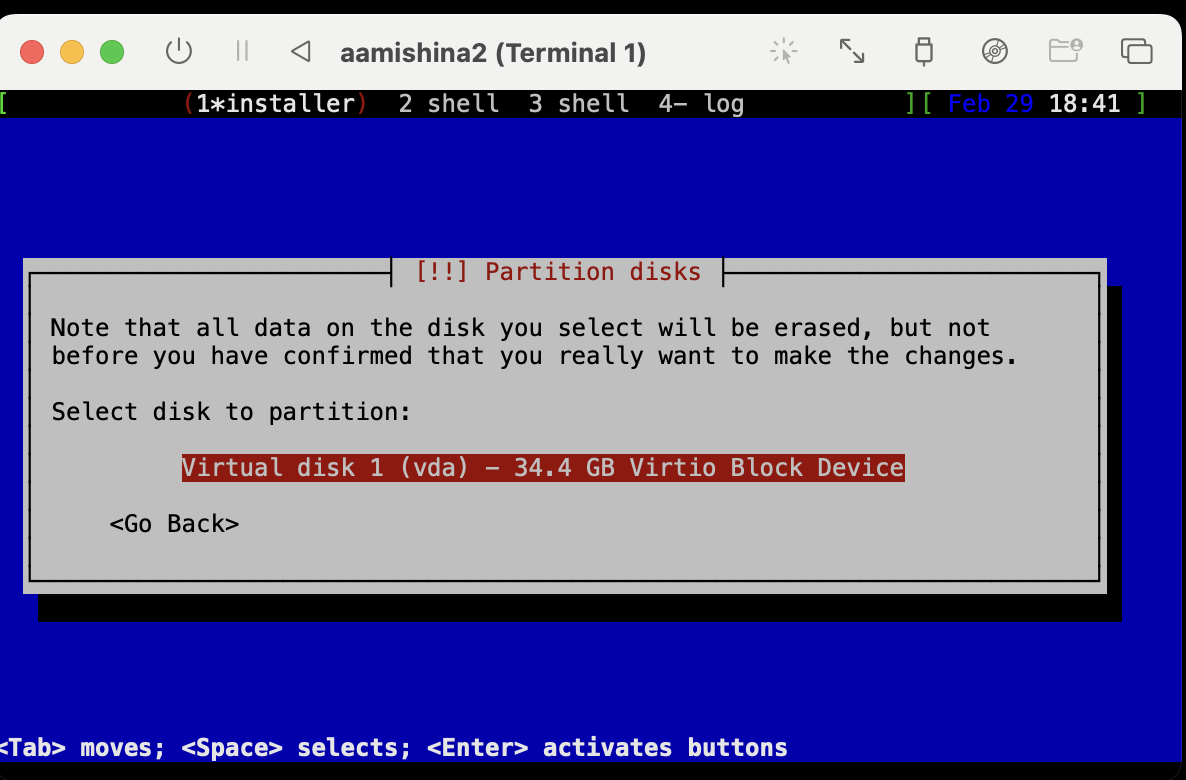 aamishina2 (Terminal 1)
[ (1*installer) 2 shell 3 shell 4- log ][ Feb 29 18:41 ]
[!!] Partition disks
Note that all data on the disk you select will be erased, but not
before you have confirmed that you really want to make the changes.
Select disk to partition:
Virtual disk 1 (vda) - 34.4 GB Virtio Block Device
<Go Back>
<Tab> moves; <Space> selects; <Enter> activates buttons